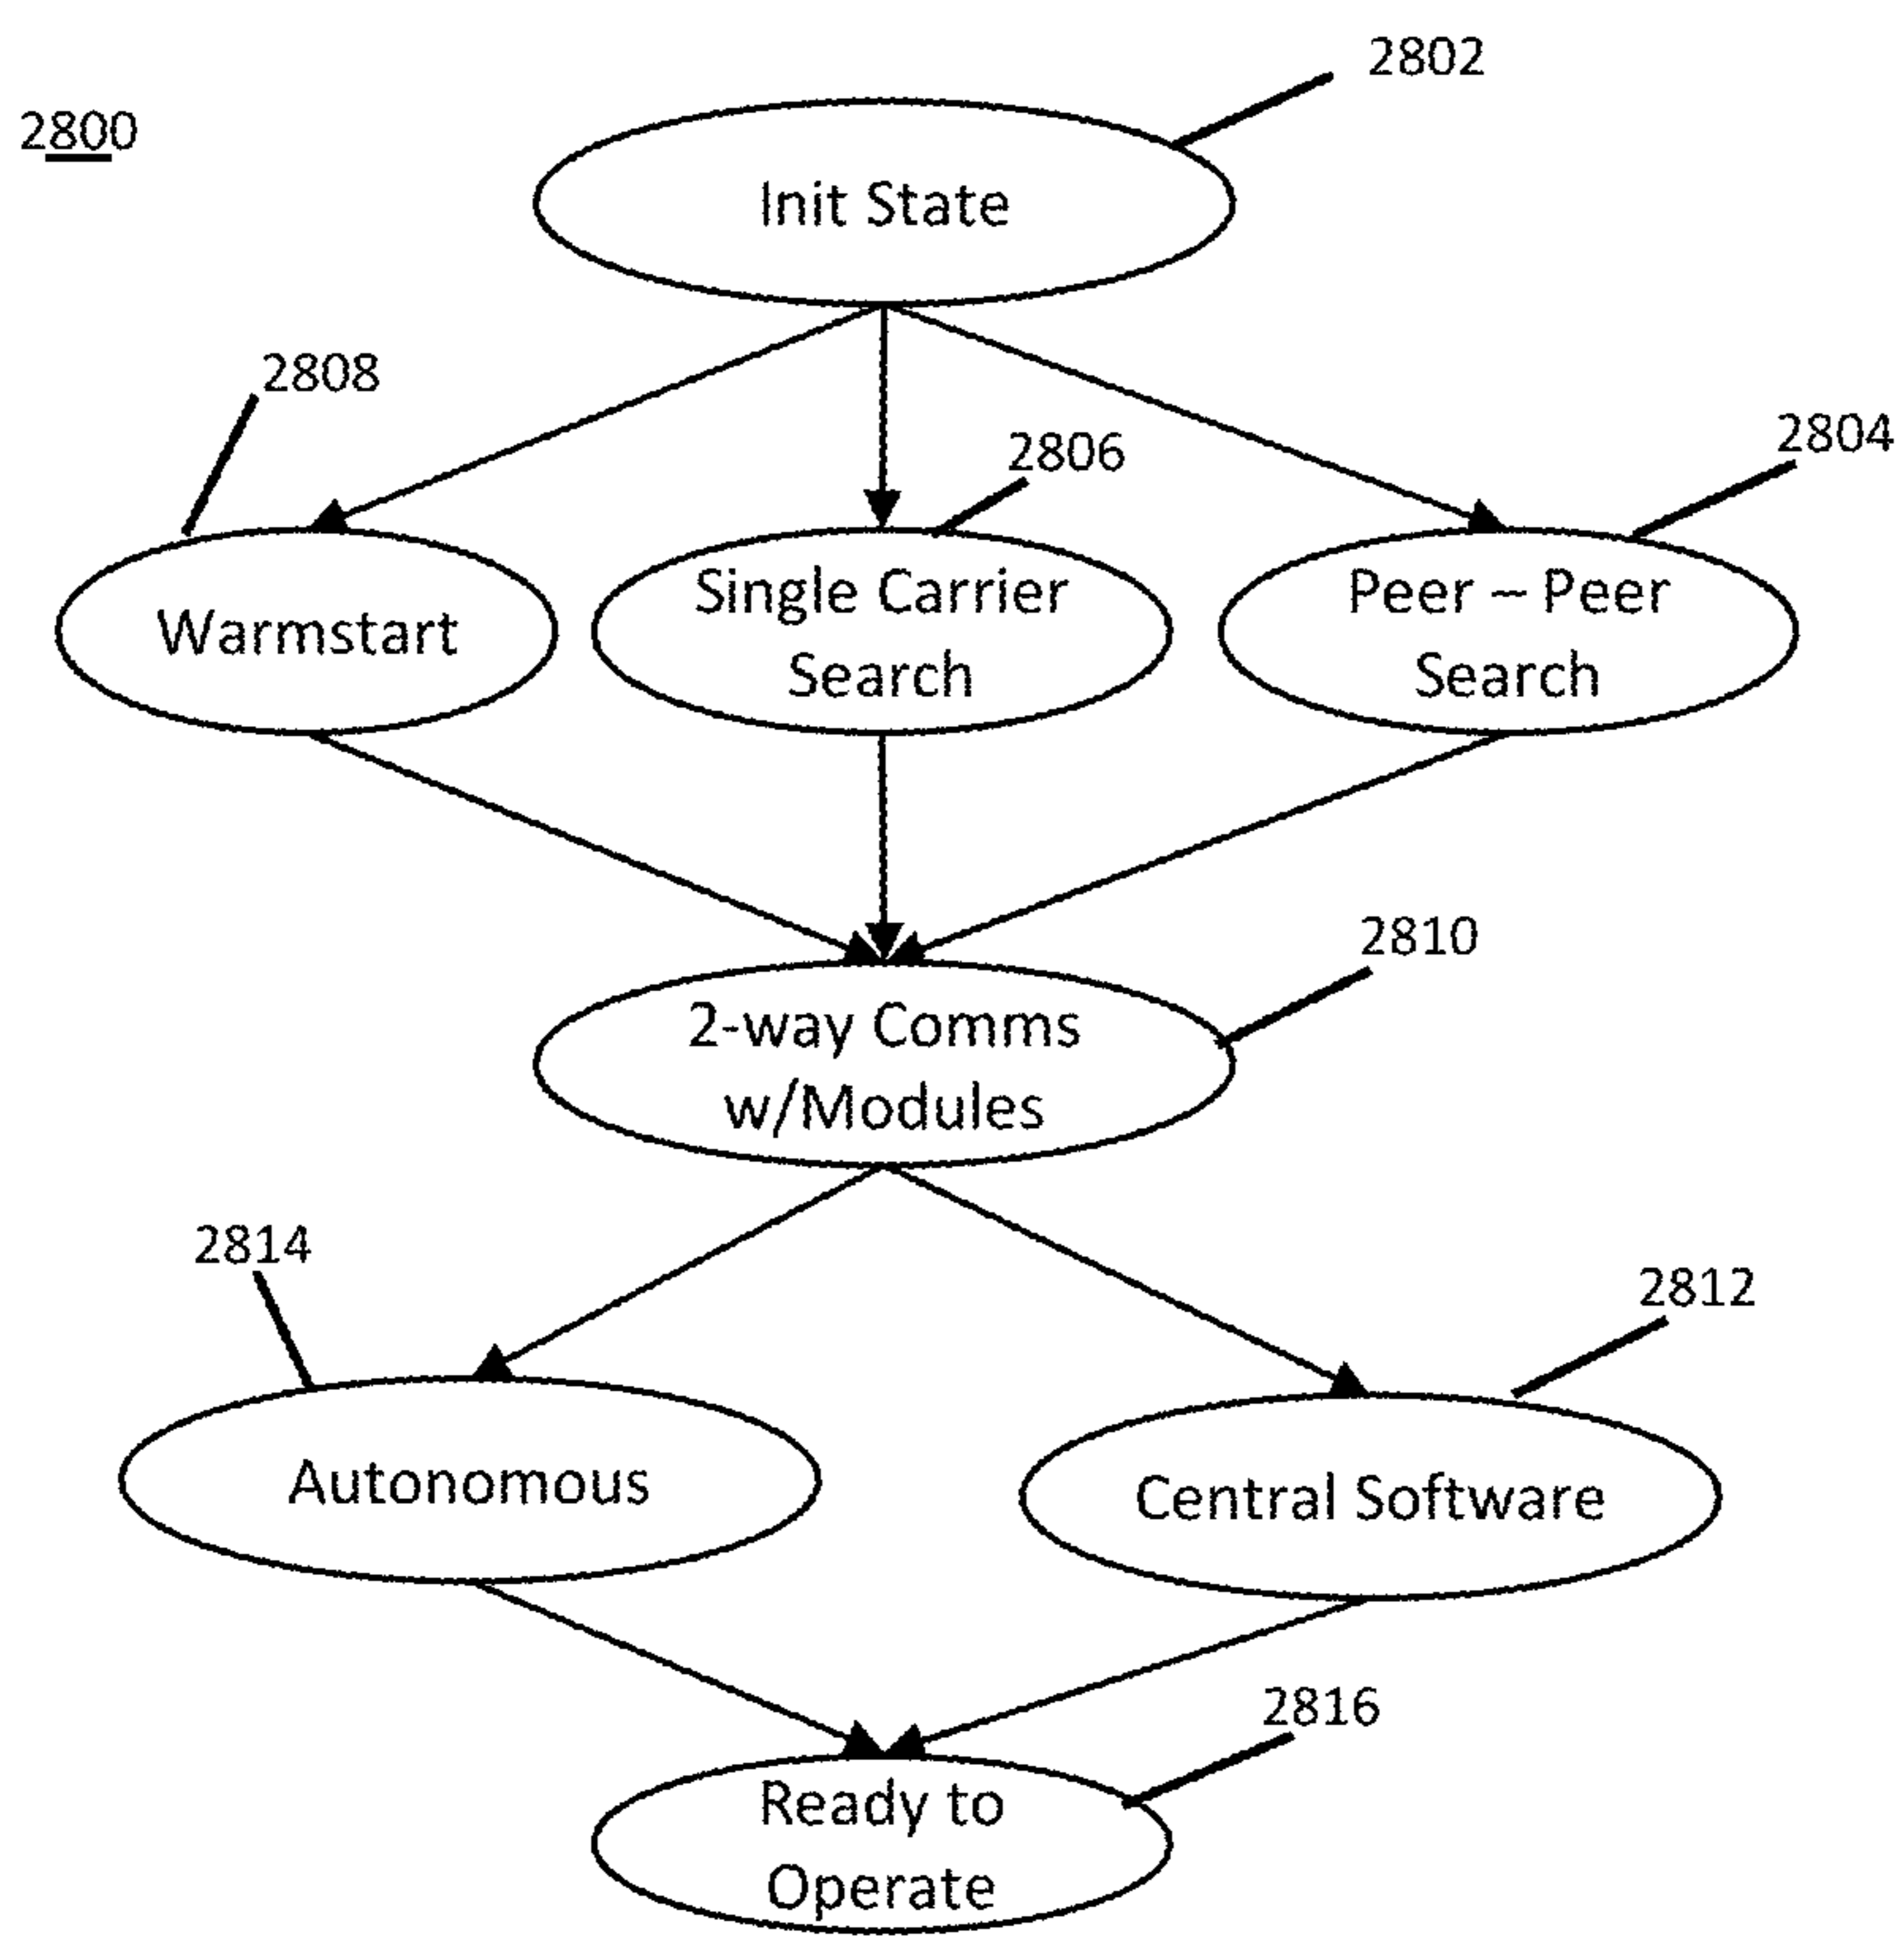 2802
2800
Init State
2808
2806
2804
Warmstart
Single Carrier
Search
Peer – Peer
Search
2810
2-way Comms
w/Modules
2814
2812
Autonomous
Central Software
2816
Ready to
Operate